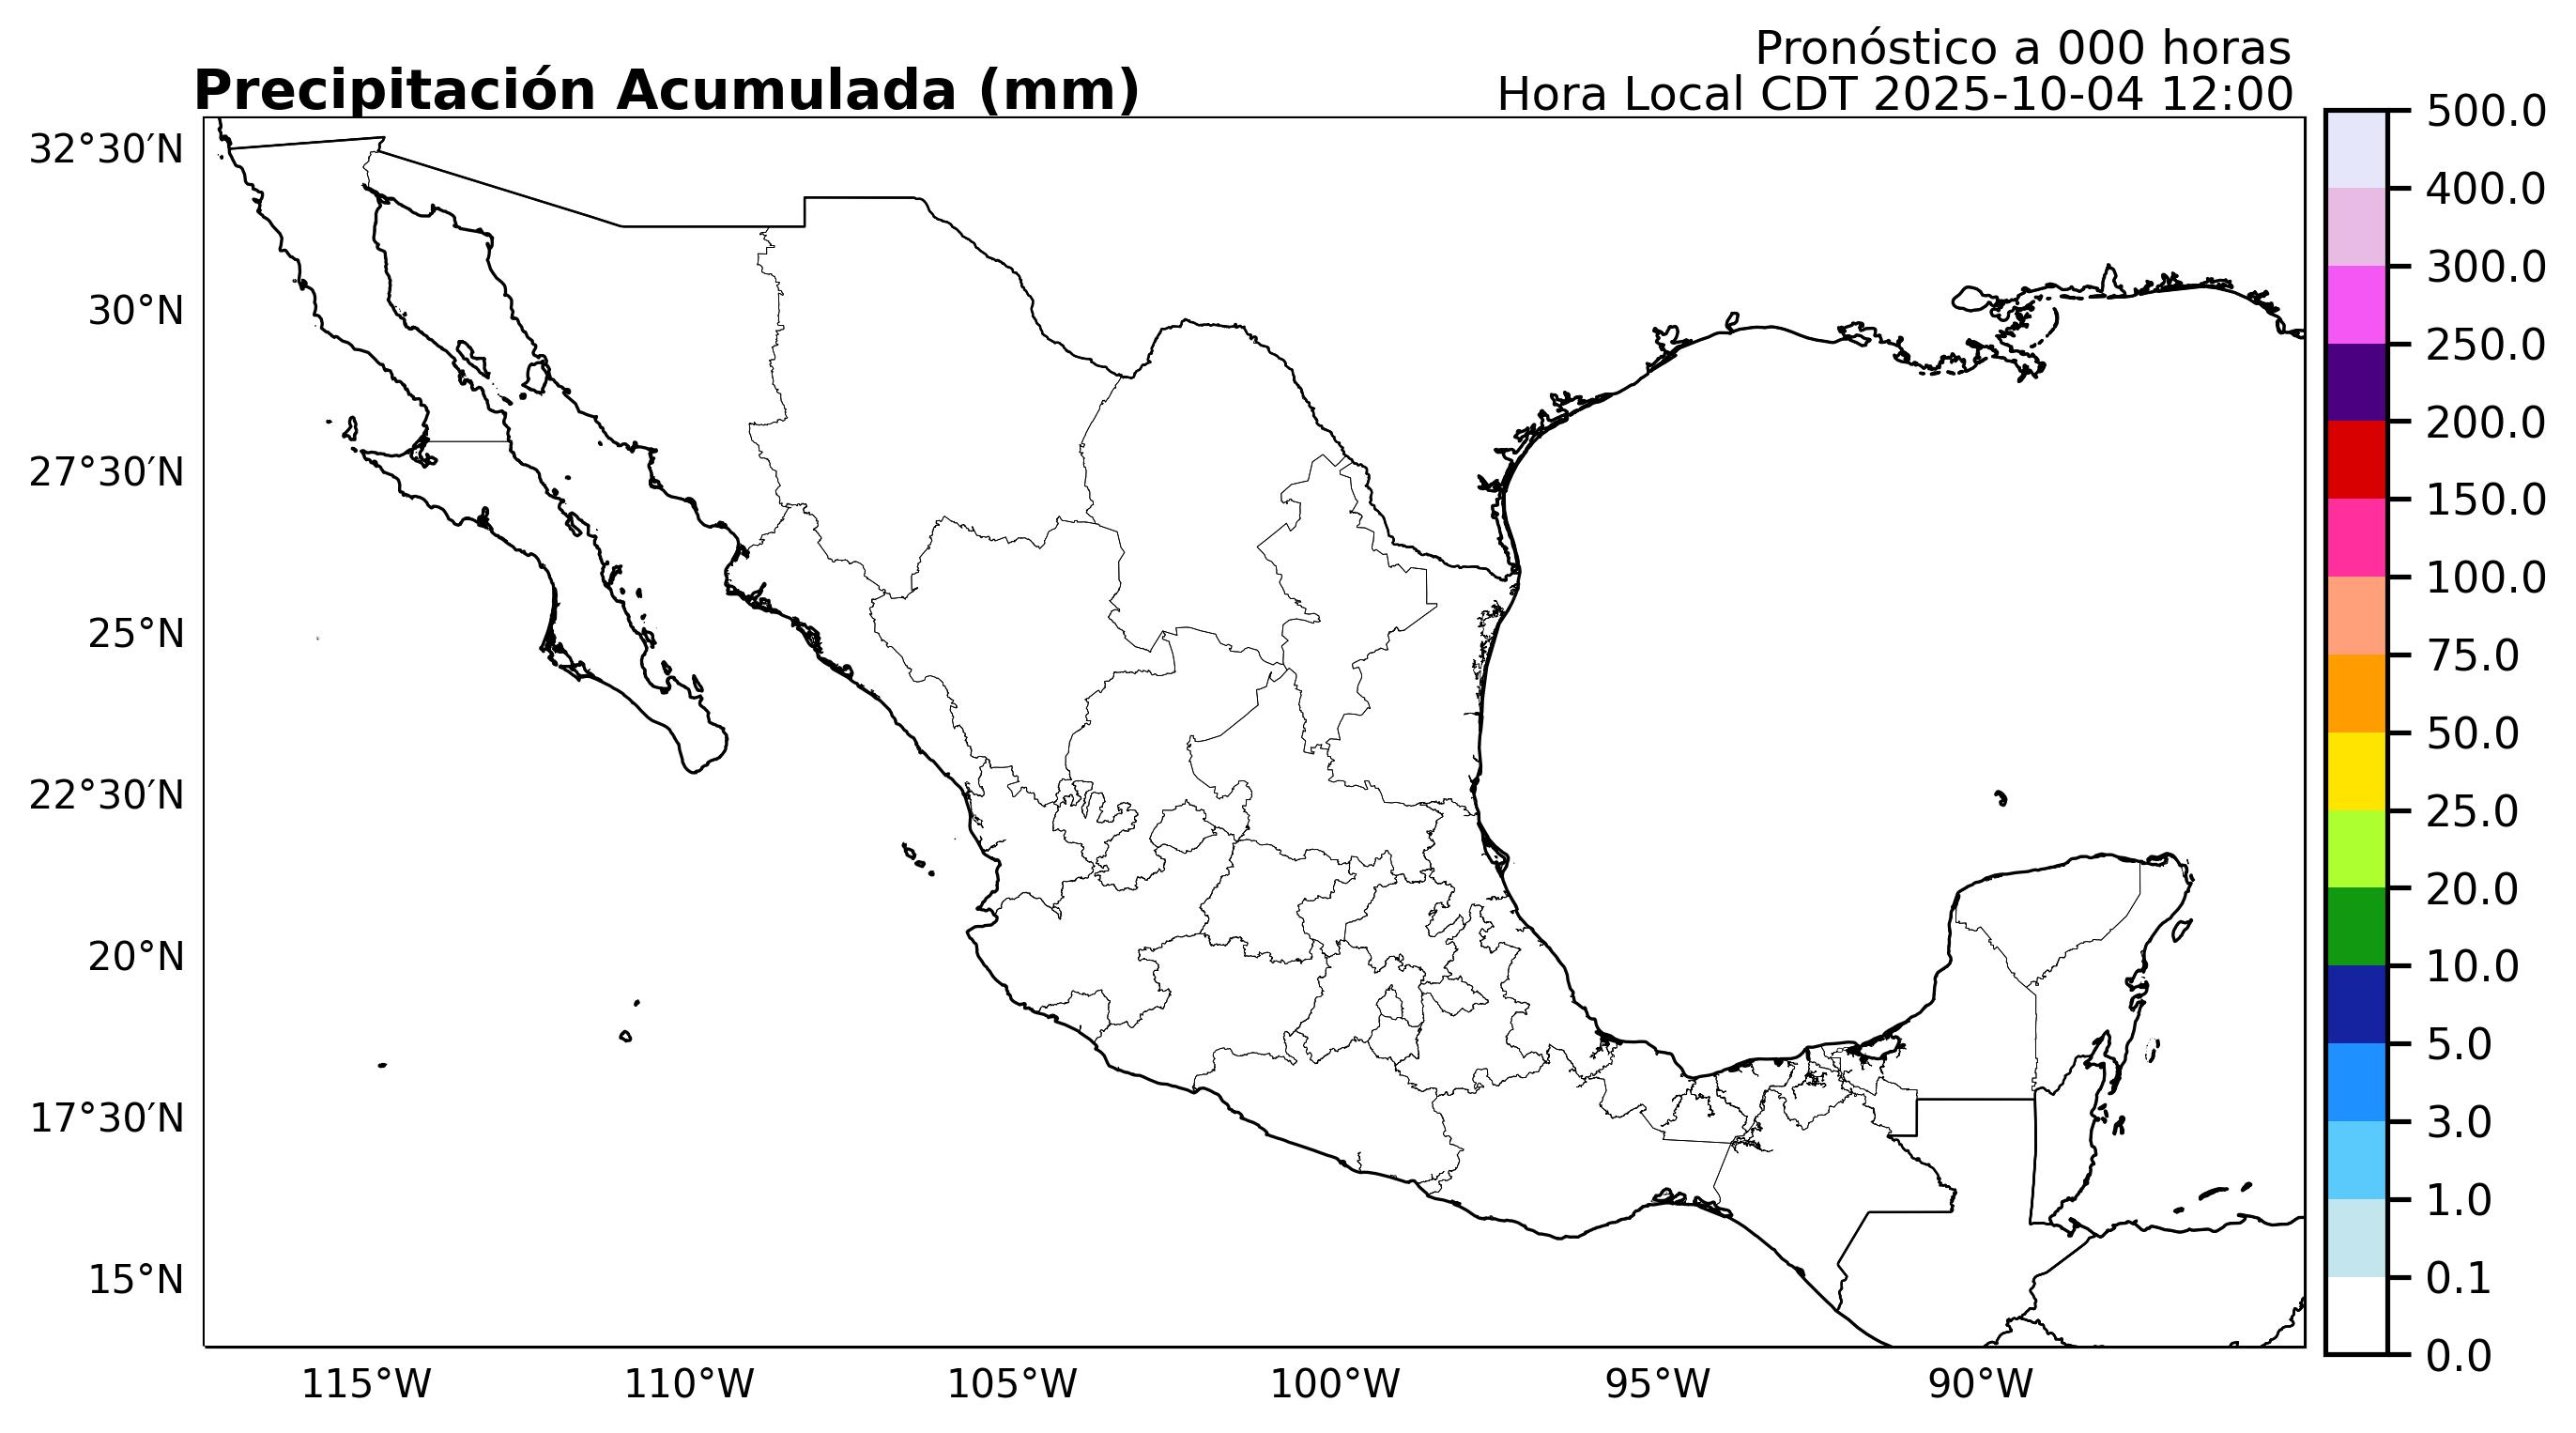 Pronóstico a 000 horas
Precipitación Acumulada (mm)
Hora Local CDT 2025-10-04 12:00
32°30′N
30°N
27°30′N
25°N
22°30′N
20°N
17°30′N
15°N
115°W
110°W
105°W
100°W
95°W
90°W
500.0
400.0
300.0
250.0
200.0
150.0
100.0
75.0
50.0
25.0
20.0
10.0
5.0
3.0
1.0
0.1
0.0